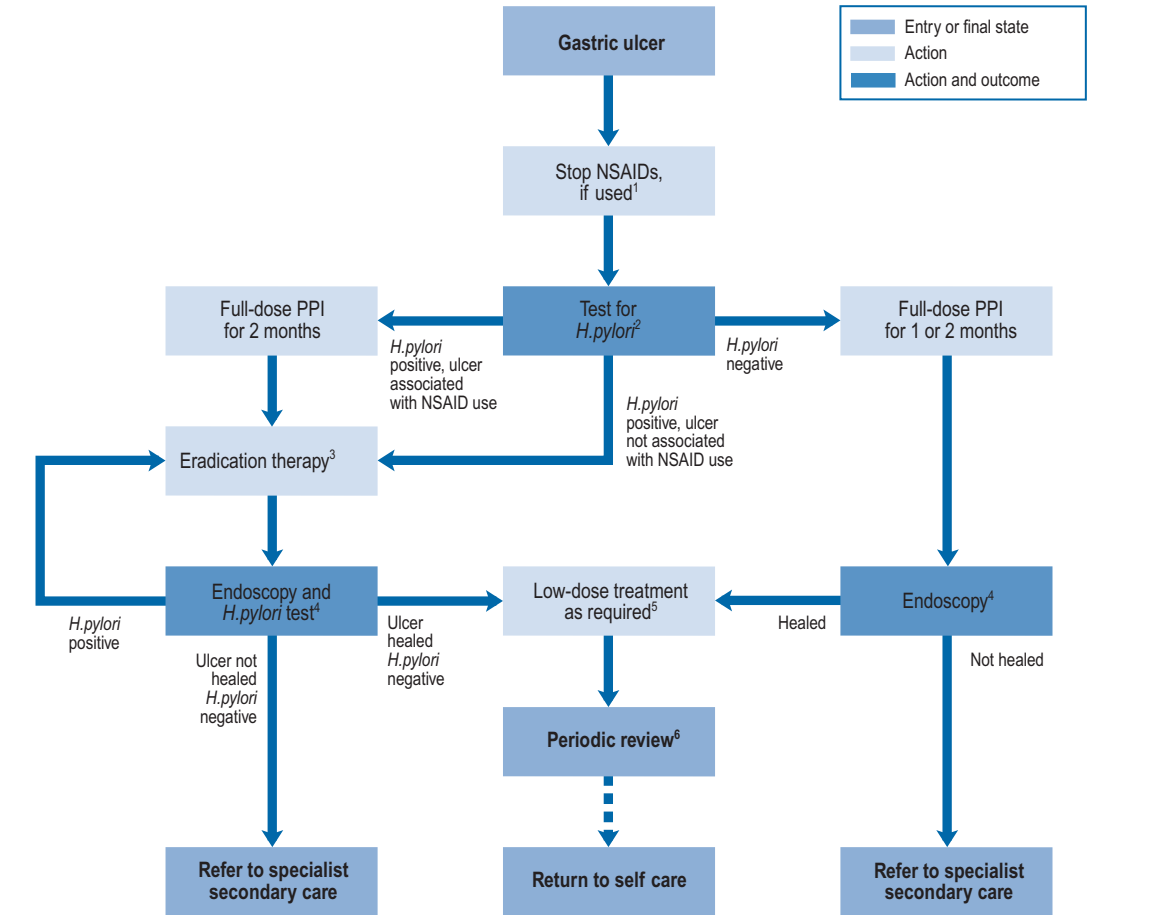 Gastric ulcer
Entry or final state
Action
Action and outcome
Stop NSAIDs,
if used1
Full-dose PPI
for 2 months
Test for
H.pylori2
Full-dose PPI
for 1 or 2 months
H.pylori
positive, ulcer
associated
with NSAID use
H.pylori
negative
H.pylori
positive, ulcer
not associated
with NSAID use
Eradication therapy3
Endoscopy and
H.pylori test4
Low-dose treatment
as required5
Endoscopy4
H.pylori
positive
Ulcer
healed
H.pylori
negative
Healed
Ulcer not
healed
H.pylori
negative
Not healed
Periodic review6
Refer to specialist
secondary care
Return to self care
Refer to specialist
secondary care